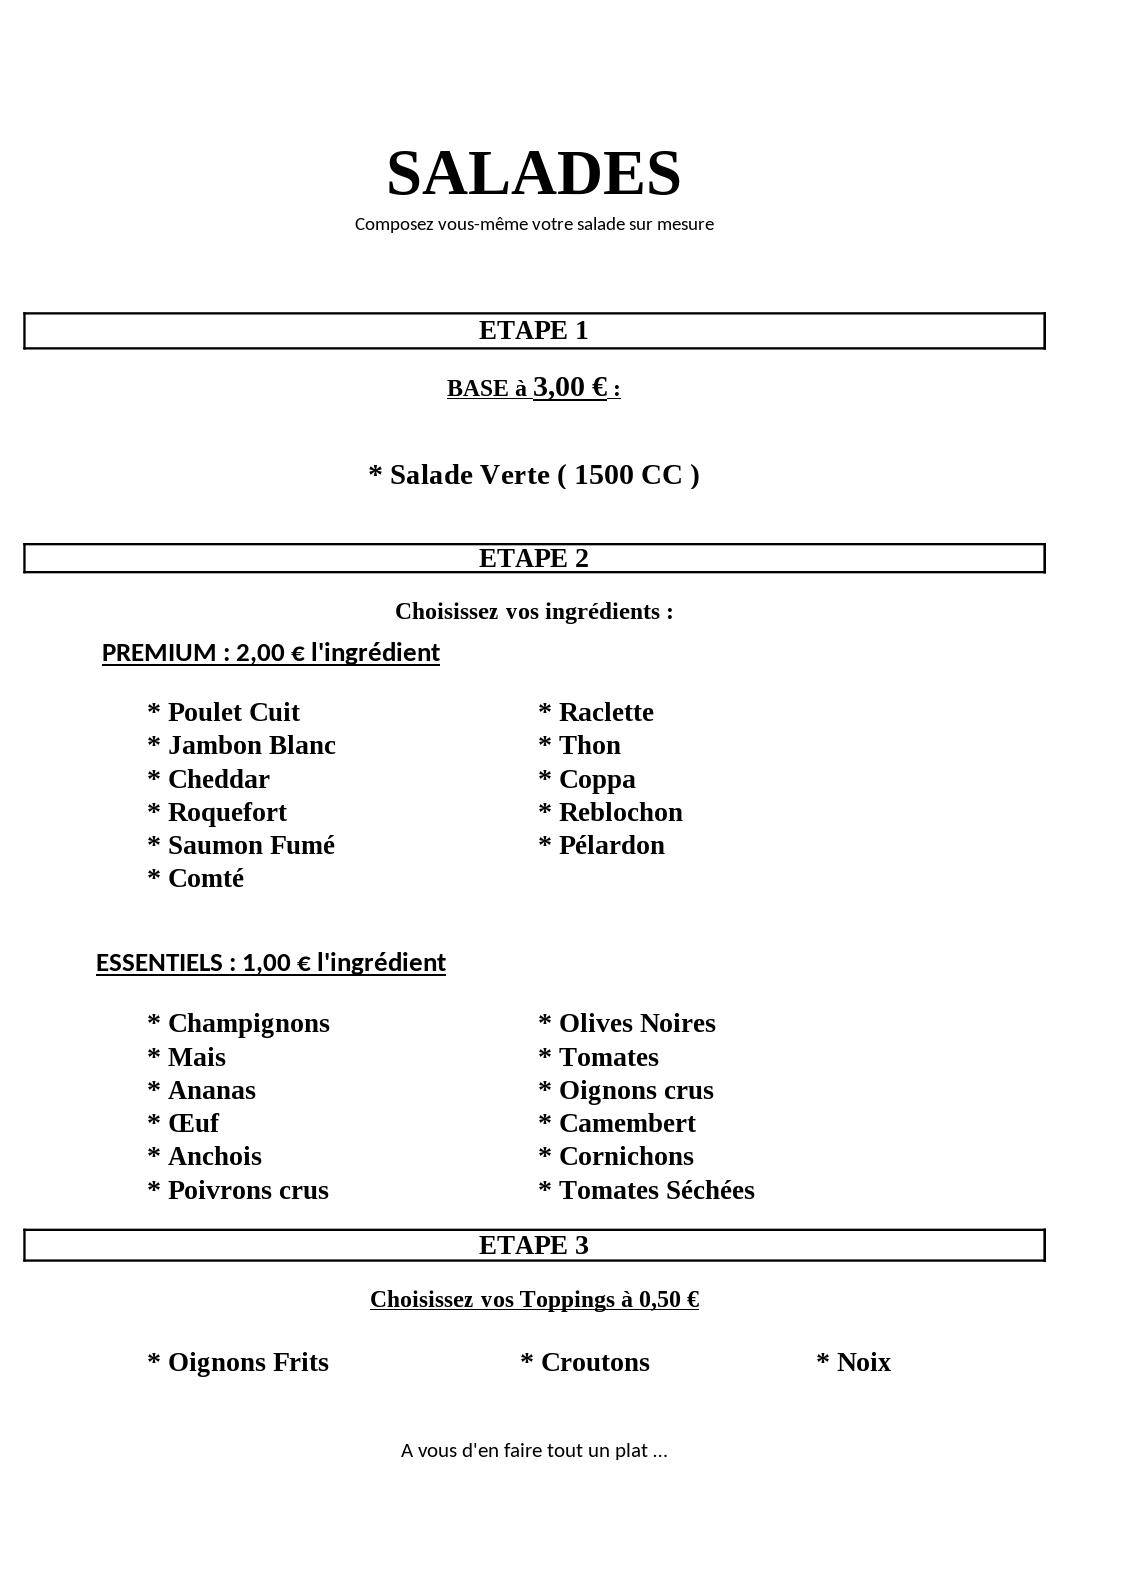 SALADES
Composez vous-même votre salade sur mesure
ETAPE 1
BASE à 3,00 € :
* Salade Verte ( 1500 CC )
ETAPE 2
Choisissez vos ingrédients :
PREMIUM : 2,00 € l'ingrédient
* Poulet Cuit * Raclette
* Jambon Blanc * Thon
* Cheddar * Coppa
* Roquefort * Reblochon
* Saumon Fumé * Pélardon
* Comté
ESSENTIELS : 1,00 € l'ingrédient
* Champignons * Olives Noires
* Mais * Tomates
* Ananas * Oignons crus
* Œuf * Camembert
* Anchois * Cornichons
* Poivrons crus * Tomates Séchées
ETAPE 3
Choisissez vos Toppings à 0,50 €
* Oignons Frits * Croutons * Noix
A vous d'en faire tout un plat …